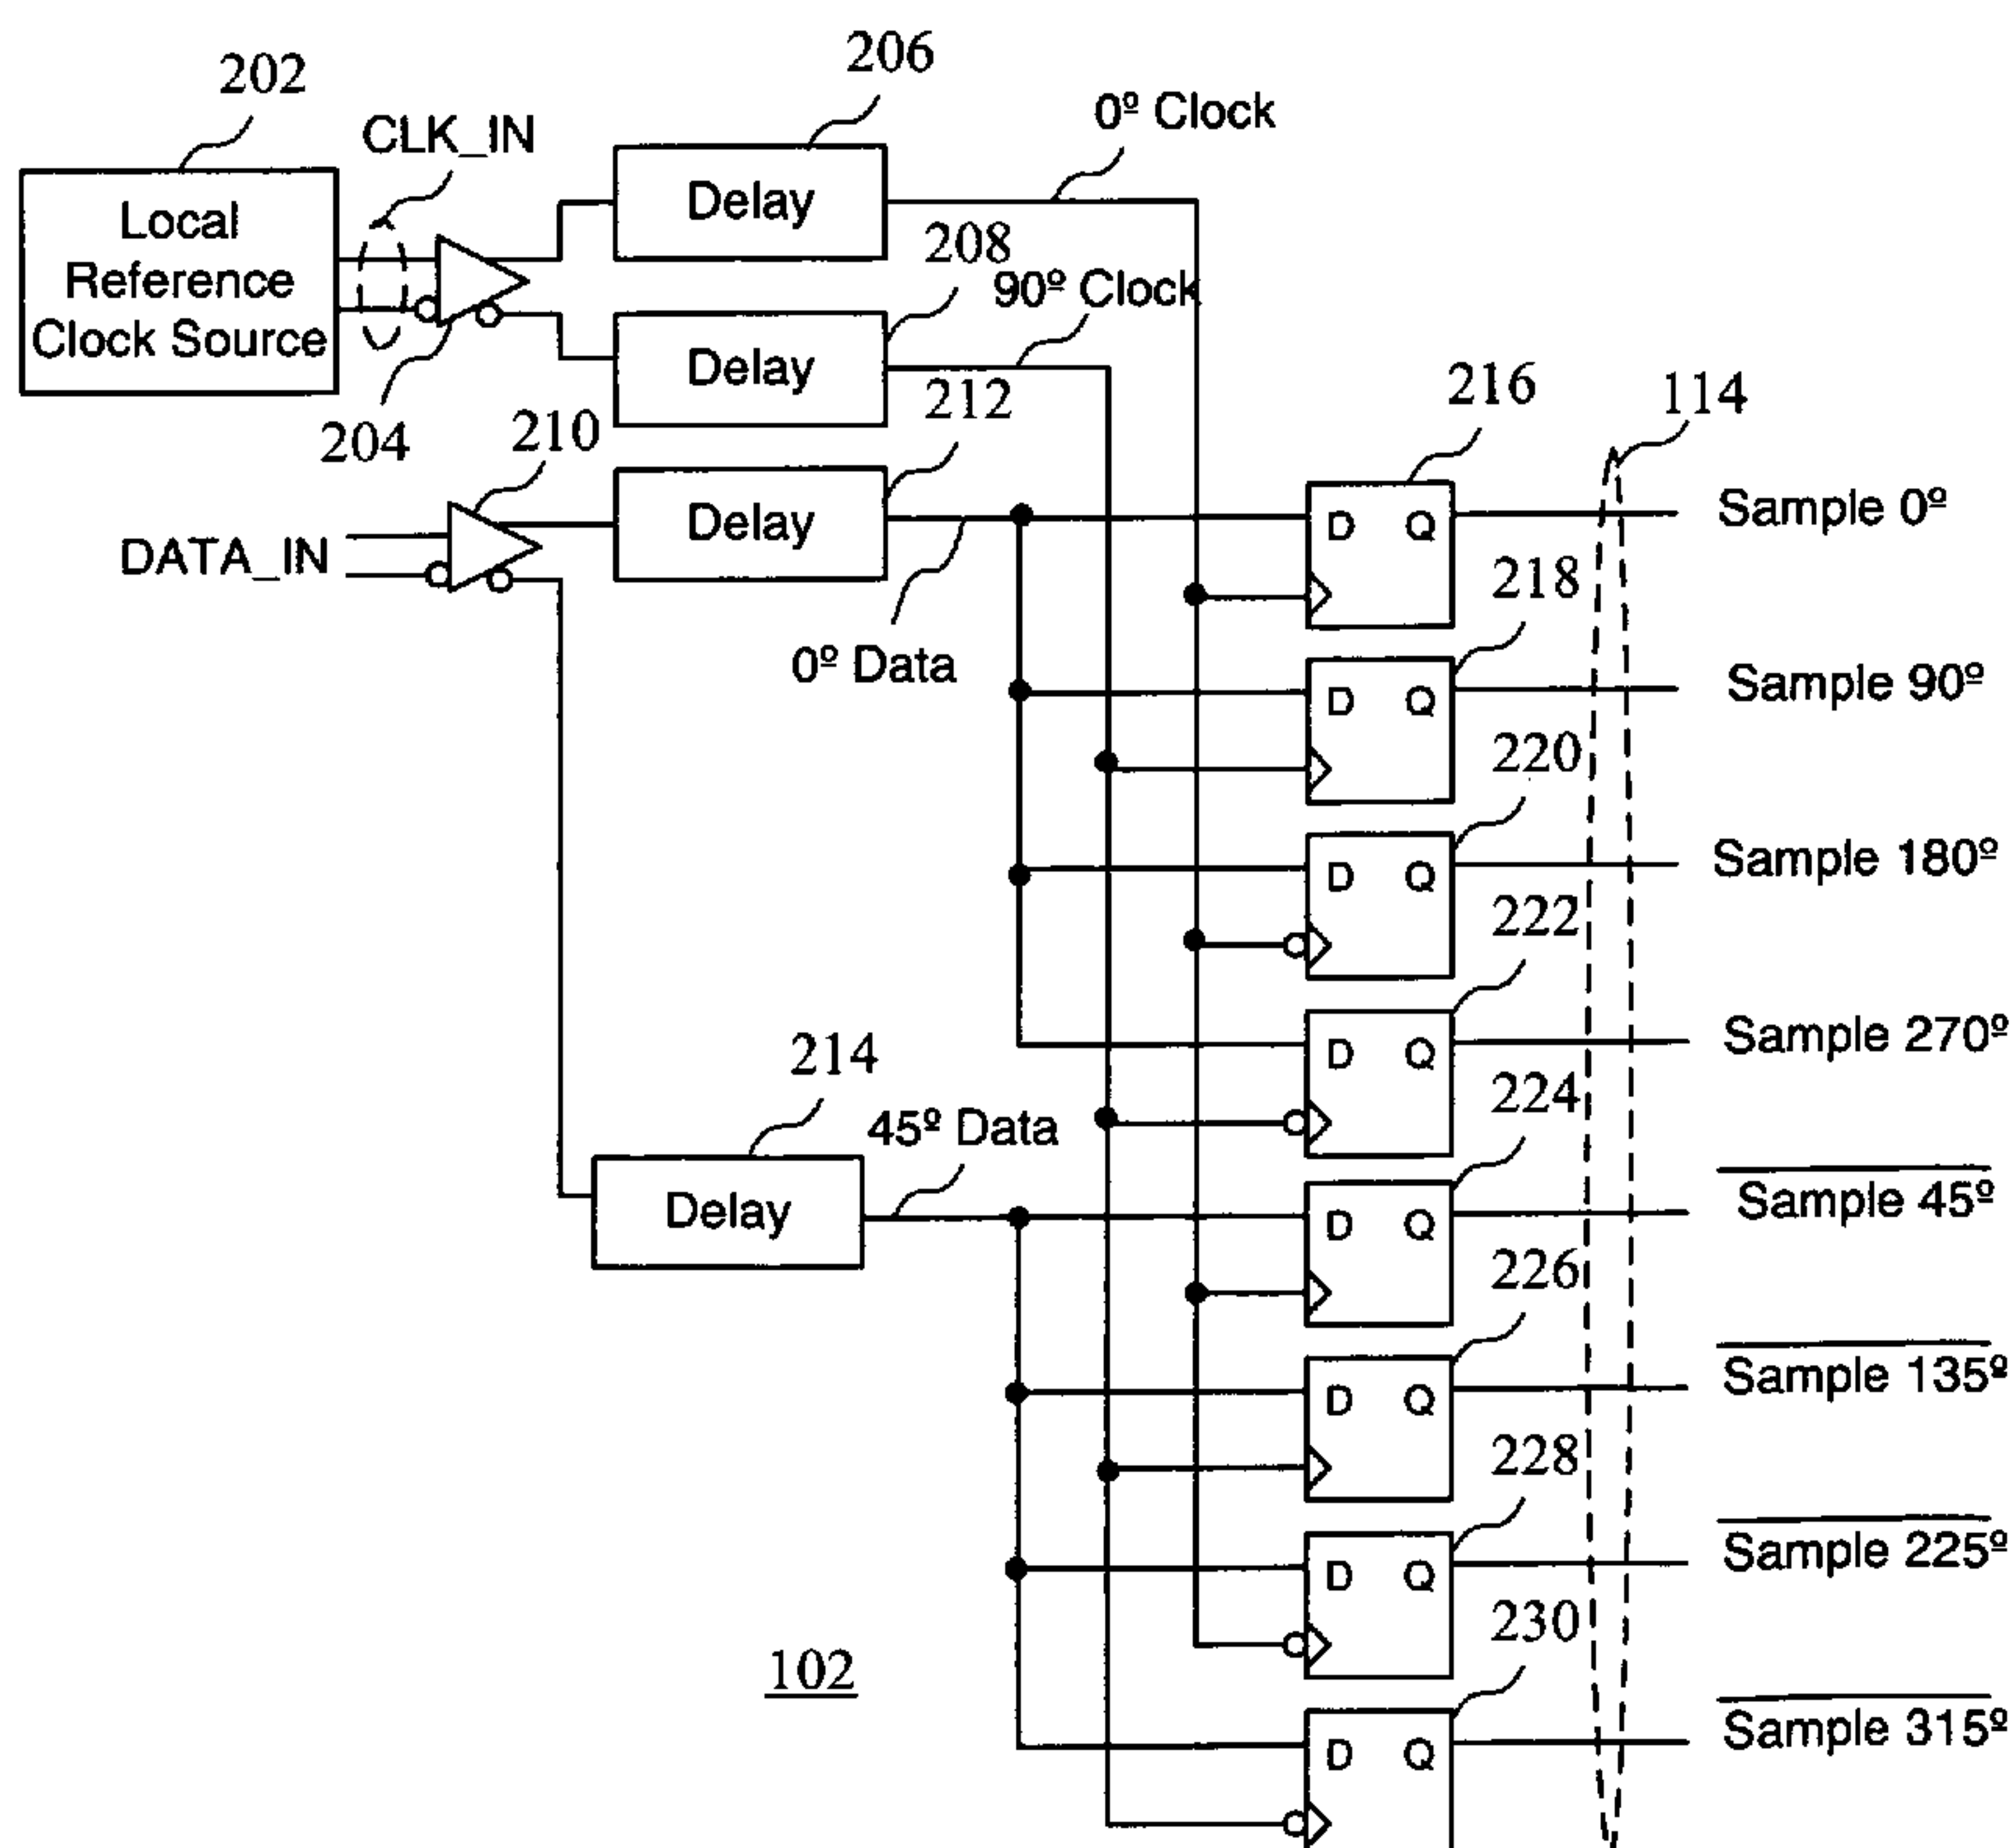 202
206
0º Clock
CLK_IN
Local
Reference
Clock Source
Delay
208
90º Clock
Delay
204
210
212
216
114
DATA_IN
Delay
D Q
Sample 0º
0º Data
218
D Q
Sample 90º
220
D Q
Sample 180º
222
D Q
Sample 270º
214
45º Data
Delay
224
D Q
Sample 45º
226
D Q
Sample 135º
228
D Q
Sample 225º
102
230
D Q
Sample 315º